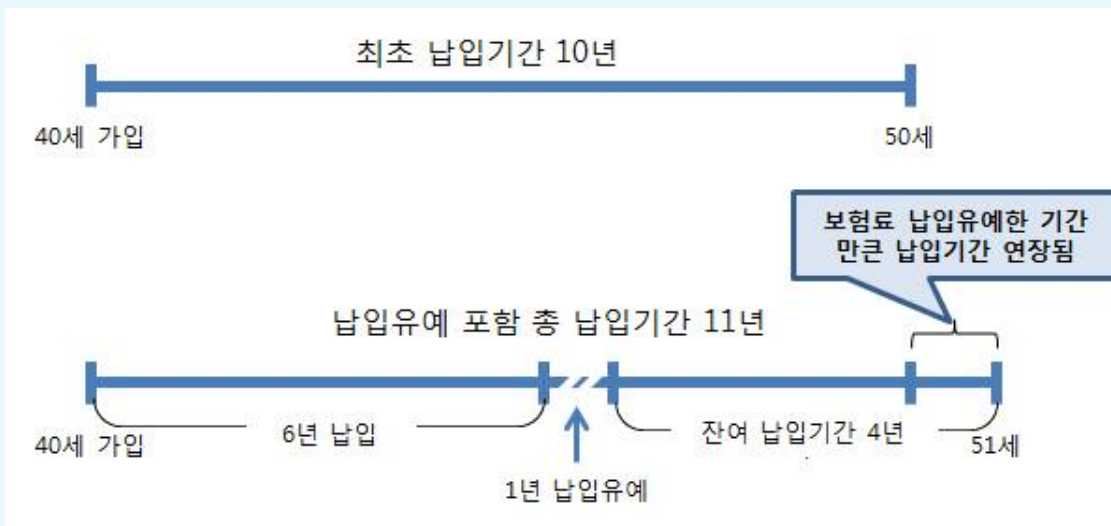 최초 납입기간 10년
40세 가입
50세
보험료 납입유예한 기간
만큰 납입기간 연장됨
납입유예 포함 총 납입기간 11년
6년 납입
잔여 납입기간 4년
40세 가입
51세
1년 납입유예